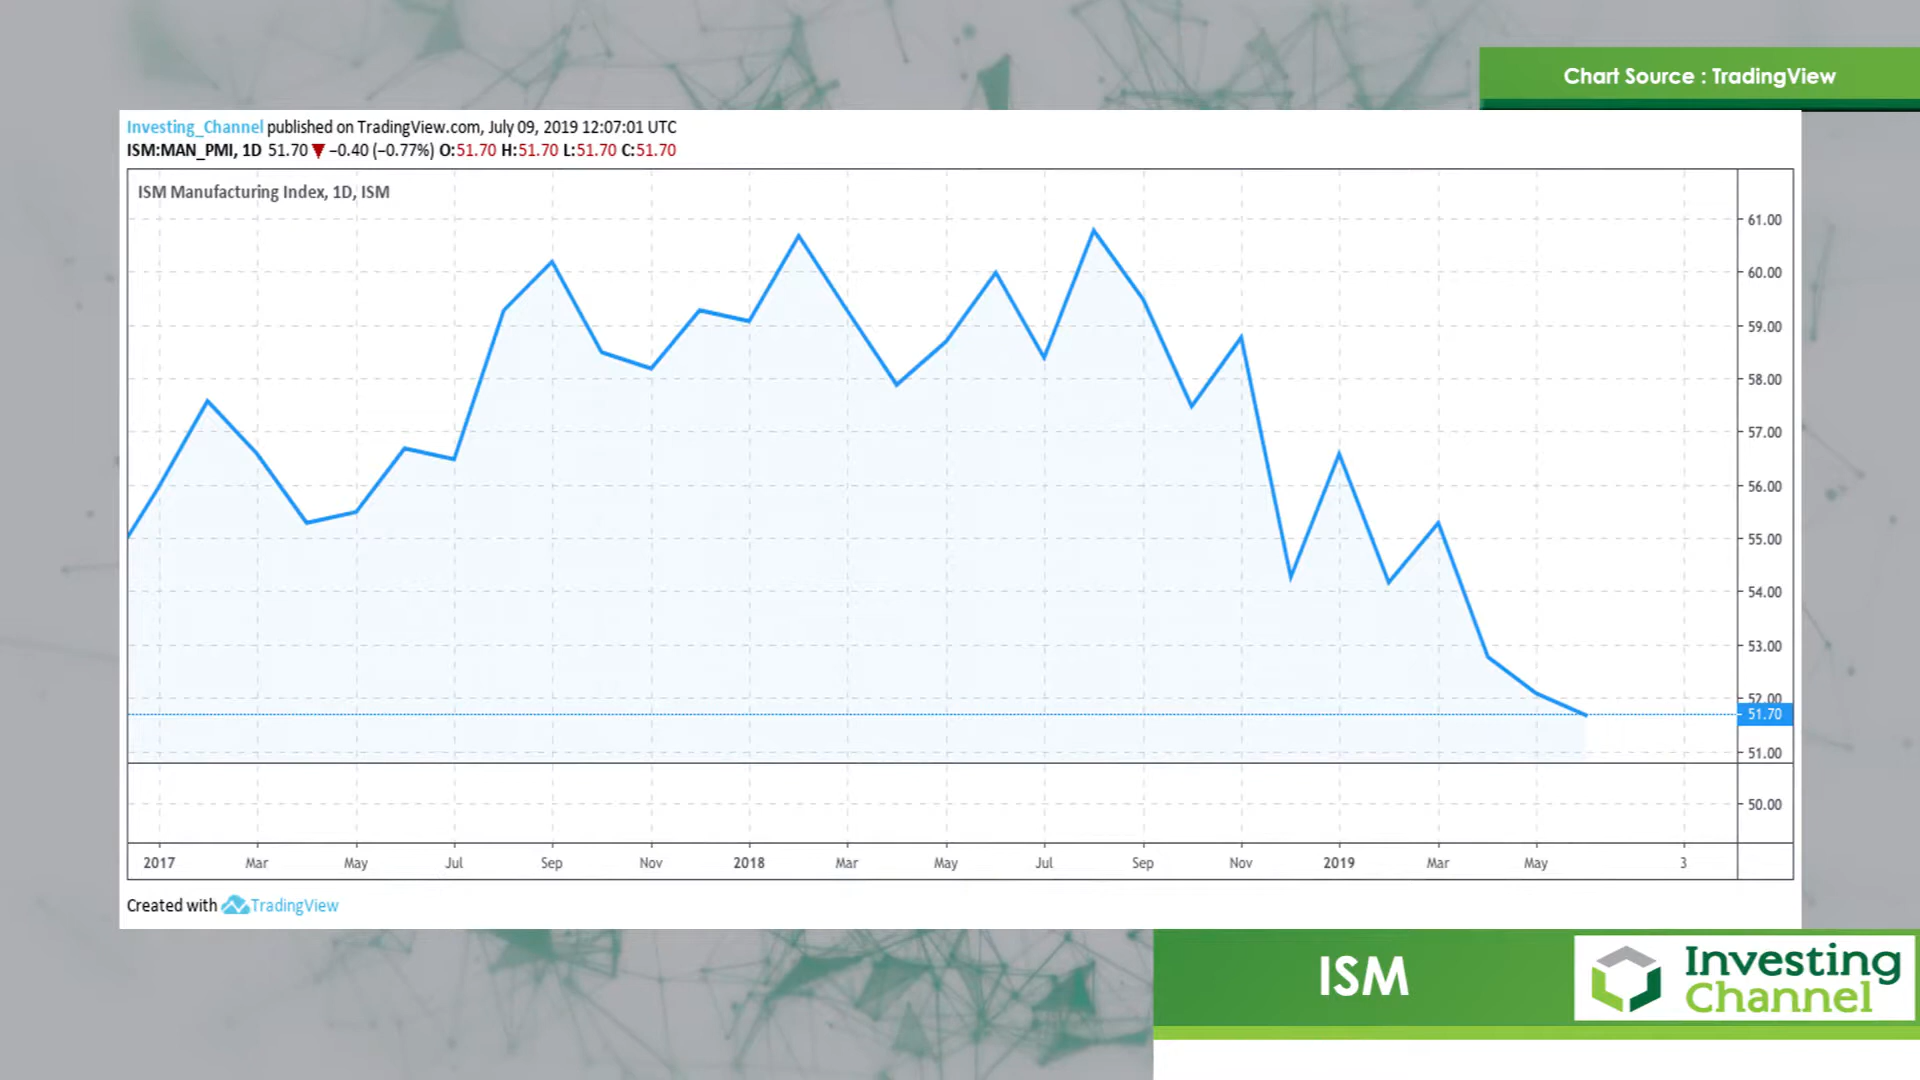 Chart Source : TradingView
Investing_Channel published on TradingView.com, July 09, 2019 12:07:01 UTC
ISM:MAN_PMI, 1D 51.70 ▼ −0.40 (−0.77%) O:51.70 H:51.70 L:51.70 C:51.70
ISM Manufacturing Index, 1D, ISM
61.00
60.00
59.00
58.00
57.00
56.00
55.00
54.00
53.00
52.00
51.70
51.00
50.00
2017 Mar May Jul Sep Nov 2018 Mar May Jul Sep Nov 2019 Mar May 3
Created with TradingView
ISM
Investing
Channel